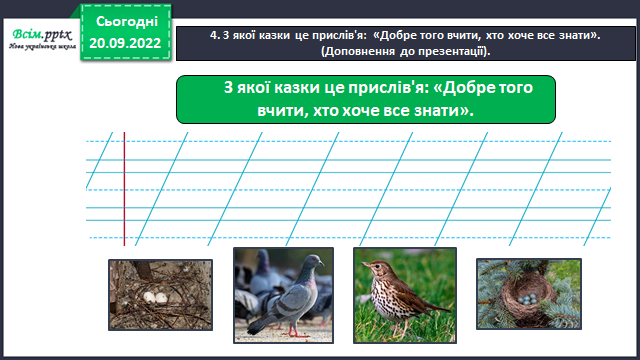 Всім.pptx
Нова українська школа
Сьогодні
20.09.2022
4. З якої казки це прислів'я: «Добре того вчити, хто хоче все знати».
(Доповнення до презентації).
З якої казки це прислів'я: «Добре того
вчити, хто хоче все знати».